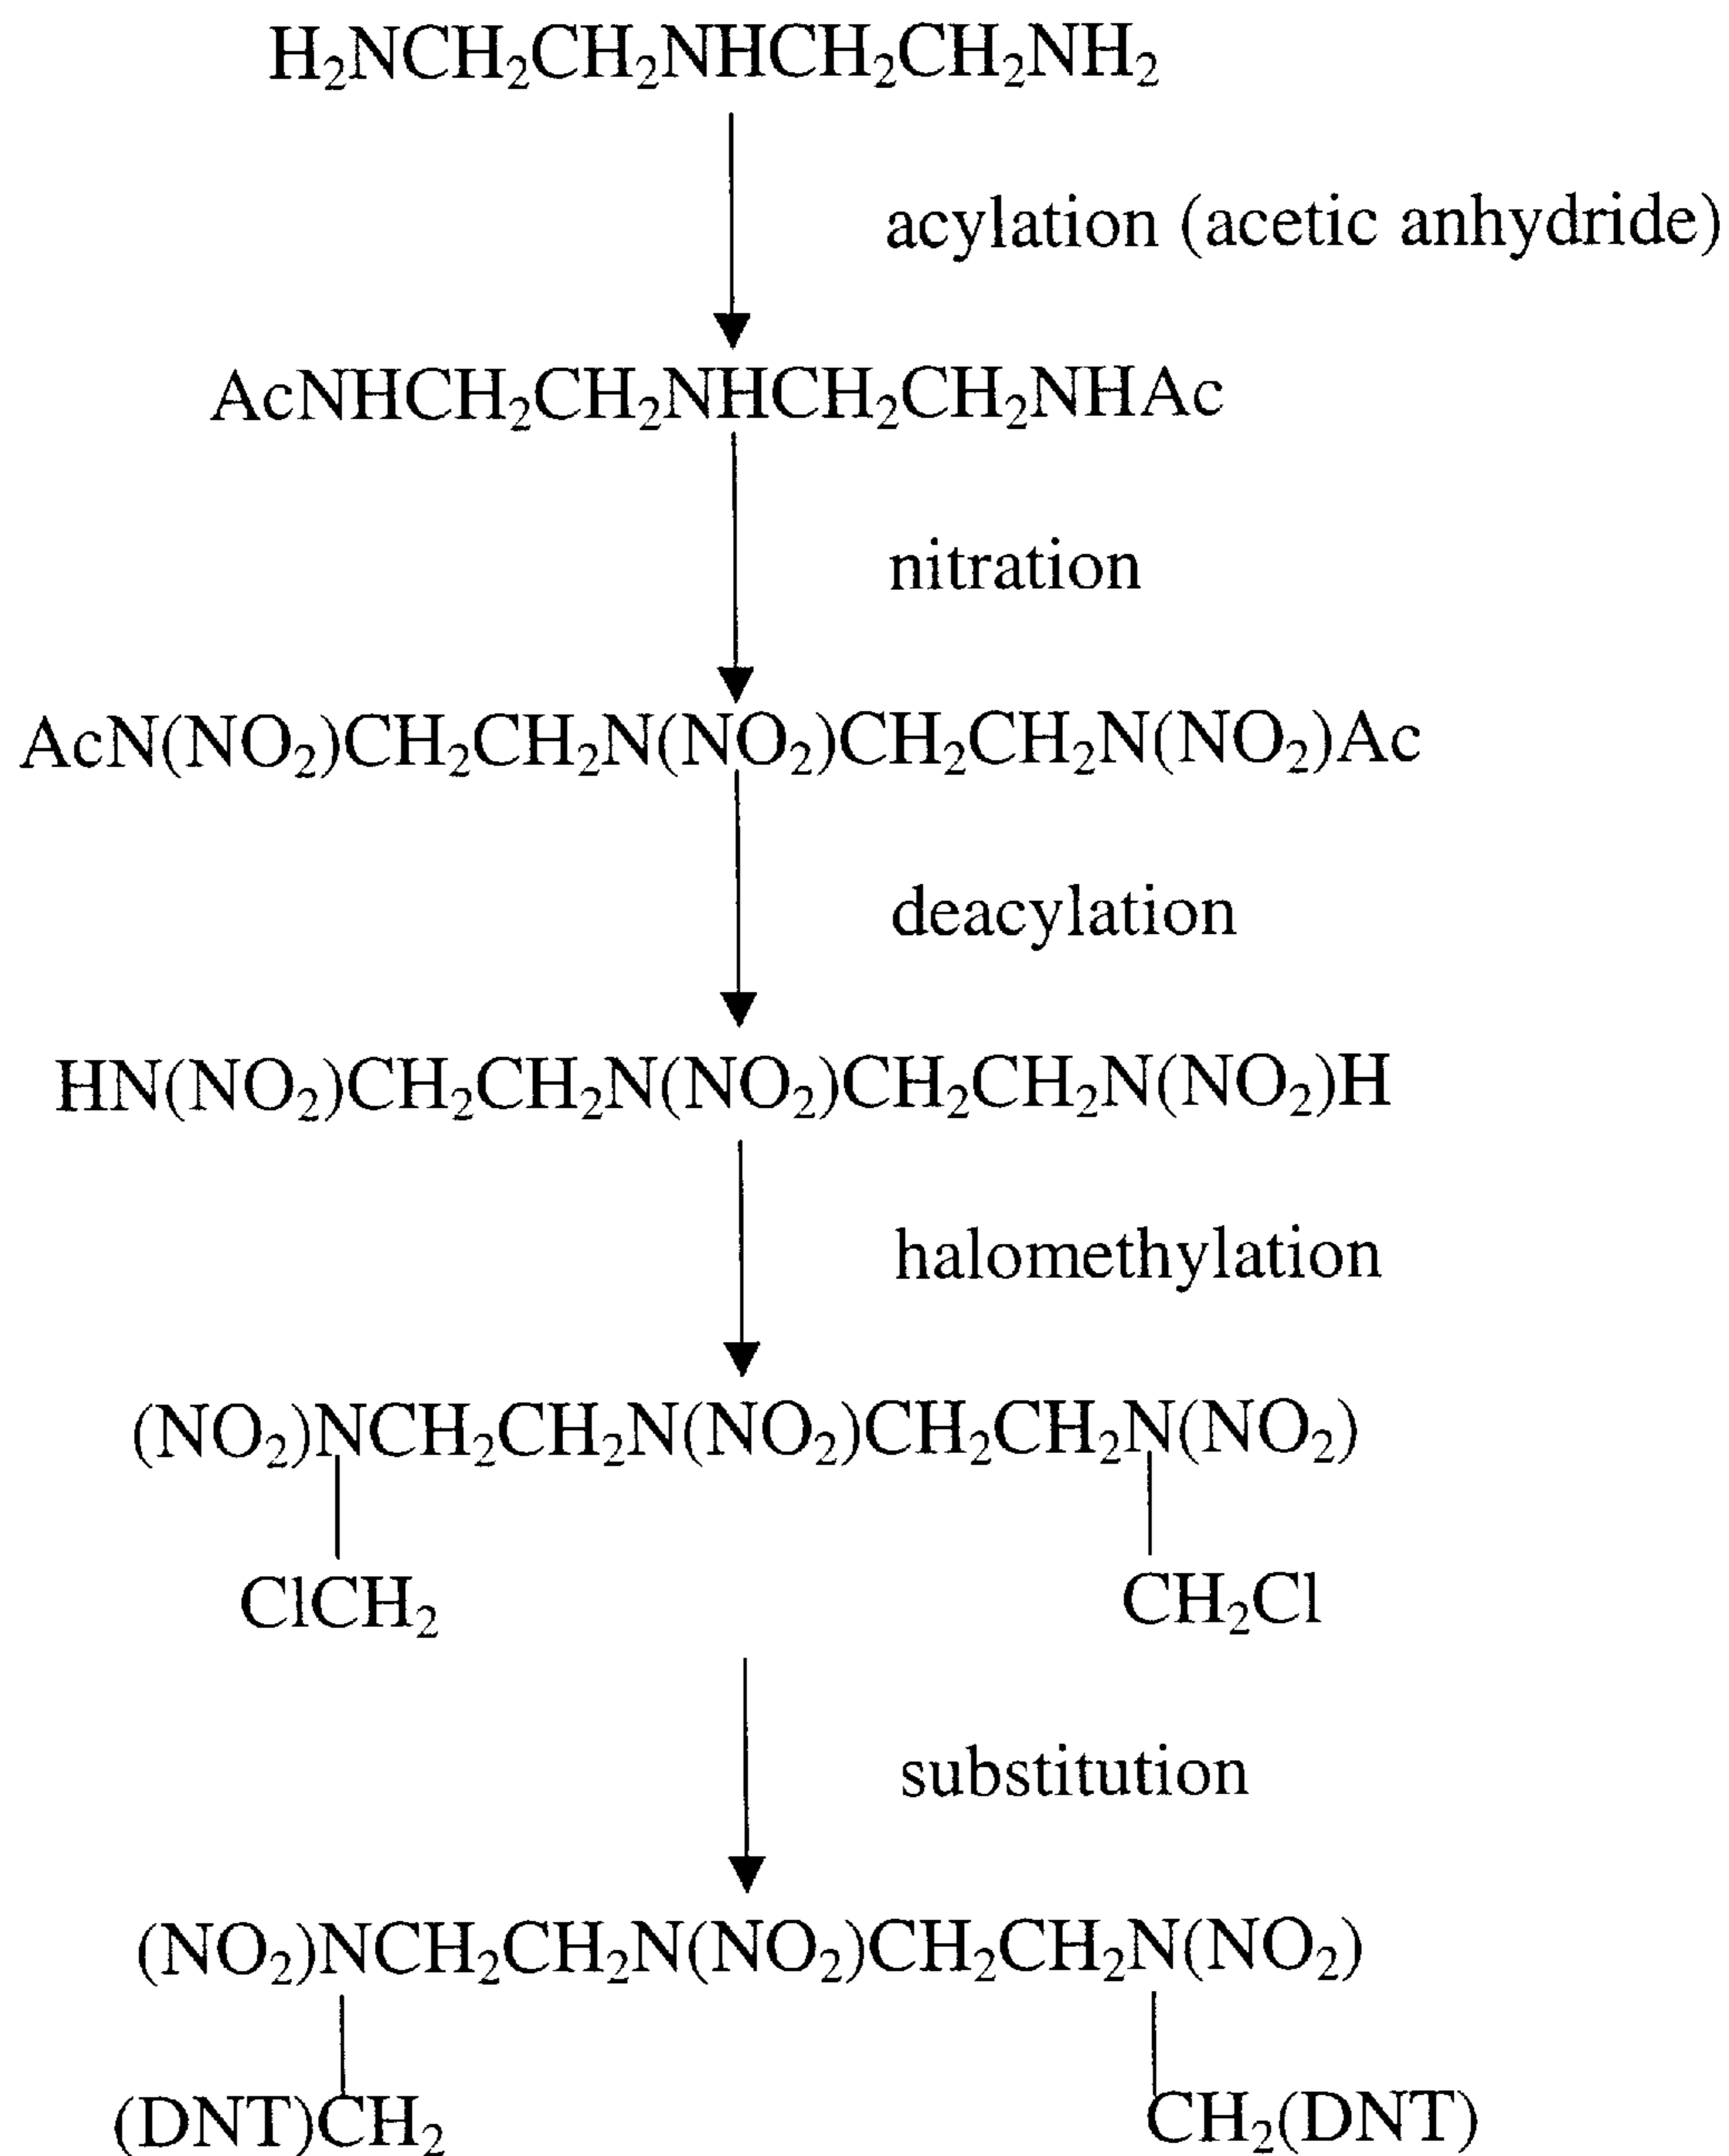 H₂NCH₂CH₂NHCH₂CH₂NH₂
acylation (acetic anhydride)
AcNHCH₂CH₂NHCH₂CH₂NHAc
nitration
AcN(NO₂)CH₂CH₂N(NO₂)CH₂CH₂N(NO₂)Ac
deacylation
HN(NO₂)CH₂CH₂N(NO₂)CH₂CH₂N(NO₂)H
halomethylation
(NO₂)NCH₂CH₂N(NO₂)CH₂CH₂N(NO₂)
ClCH₂ CH₂Cl
substitution
(NO₂)NCH₂CH₂N(NO₂)CH₂CH₂N(NO₂)
(DNT)CH₂ CH₂(DNT)